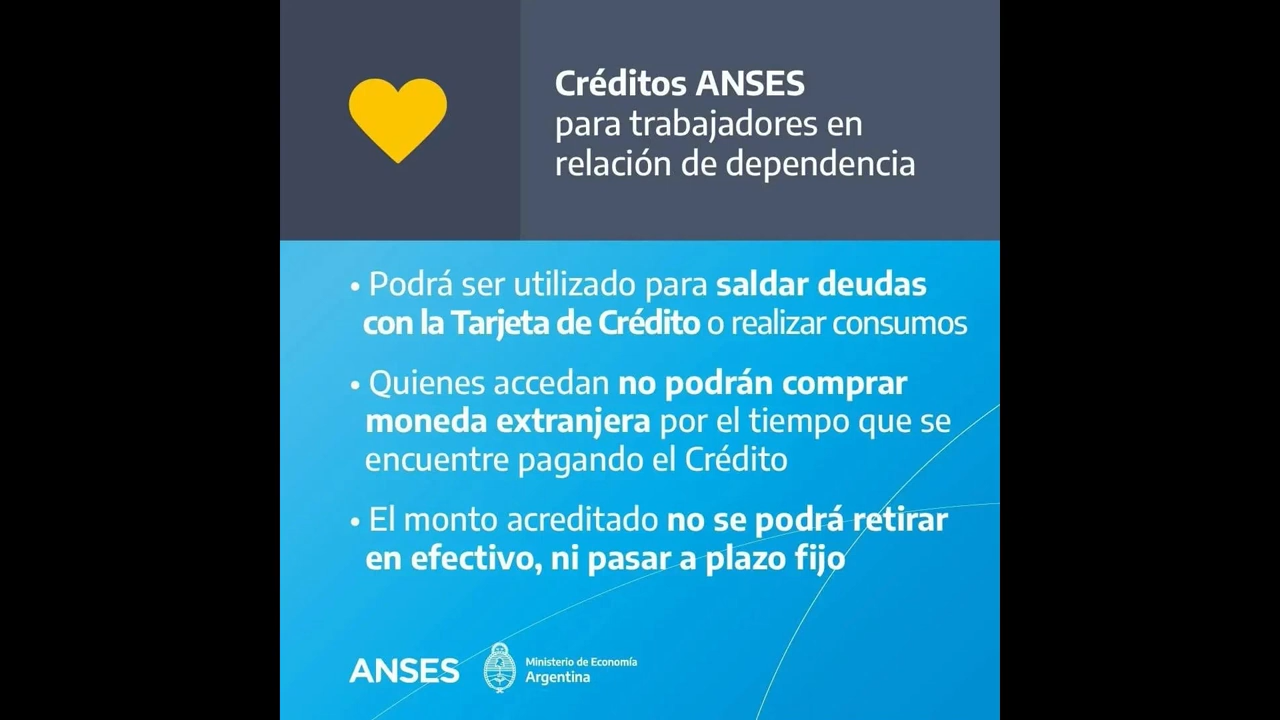 Créditos ANSES
para trabajadores en
relación de dependencia
• Podrá ser utilizado para saldar deudas
con la Tarjeta de Crédito o realizar consumos
• Quienes accedan no podrán comprar
moneda extranjera por el tiempo que se
encuentre pagando el Crédito
• El monto acreditado no se podrá retirar
en efectivo, ni pasar a plazo fijo
ANSES
Ministerio de Economía
Argentina